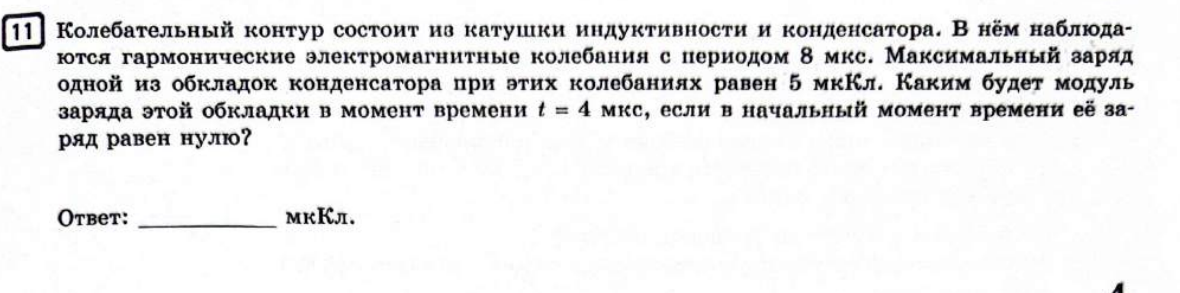 11 Колебательный контур состоит из катушки индуктивности и конденсатора. В нём наблюда-
ются гармонические электромагнитные колебания с периодом 8 мкс. Максимальный заряд
одной из обкладок конденсатора при этих колебаниях равен 5 мкКл. Каким будет модуль
заряда этой обкладки в момент времени t = 4 мкс, если в начальный момент времени её за-
ряд равен нулю?
Ответ: ____________ мкКл.